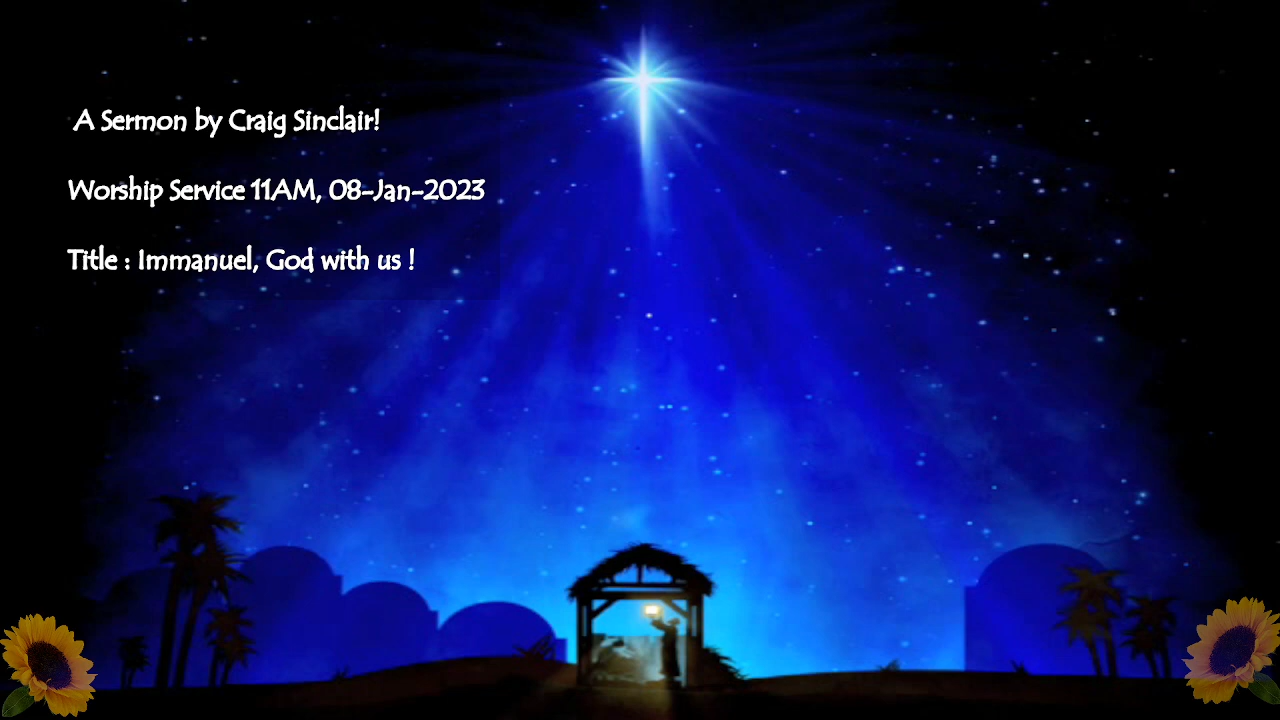 A Sermon by Craig Sinclair!
Worship Service 11AM, 08-Jan-2023
Title : Immanuel, God with us !